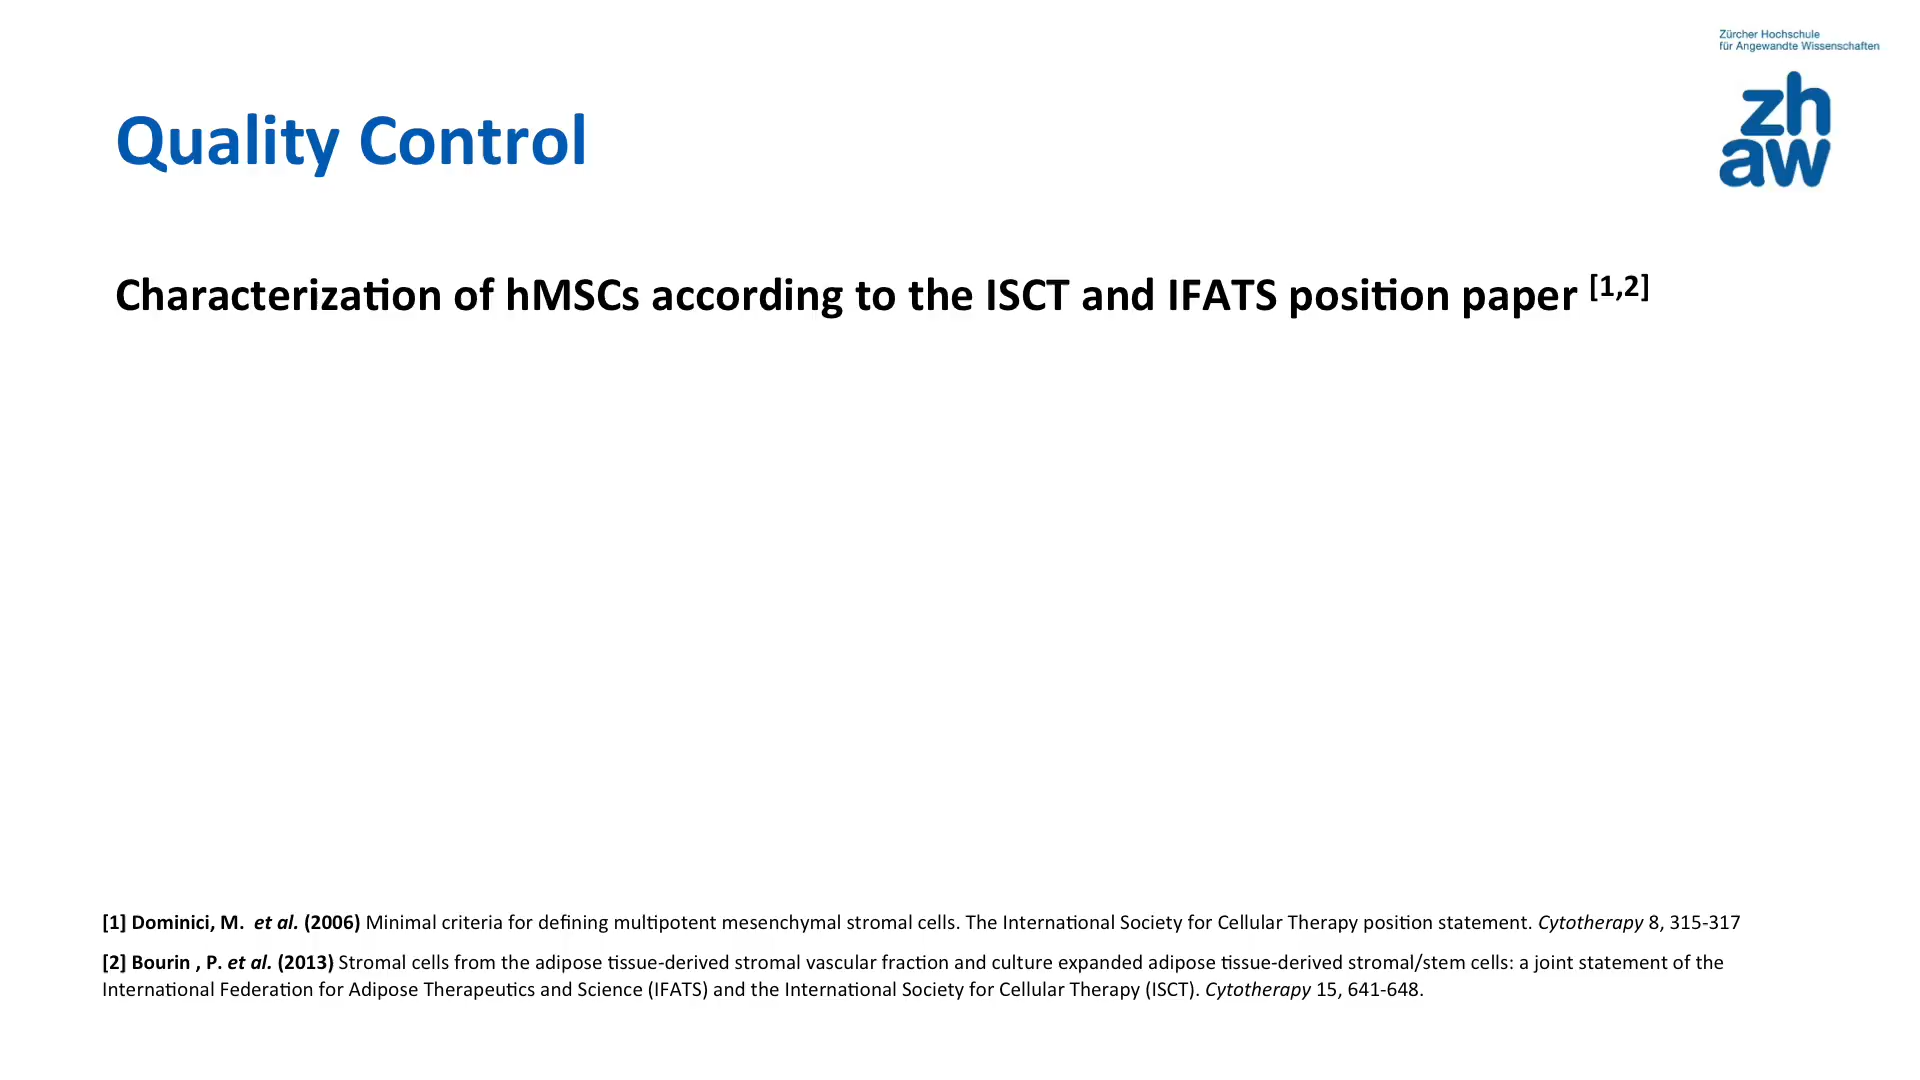 Zürcher Hochschule
für Angewandte Wissenschaften
zh
aw
Quality Control
Characterization of hMSCs according to the ISCT and IFATS position paper [1,2]
[1] Dominici, M. et al. (2006) Minimal criteria for defining multipotent mesenchymal stromal cells. The International Society for Cellular Therapy position statement. Cytotherapy 8, 315-317
[2] Bourin , P. et al. (2013) Stromal cells from the adipose tissue-derived stromal vascular fraction and culture expanded adipose tissue-derived stromal/stem cells: a joint statement of the
International Federation for Adipose Therapeutics and Science (IFATS) and the International Society for Cellular Therapy (ISCT). Cytotherapy 15, 641-648.